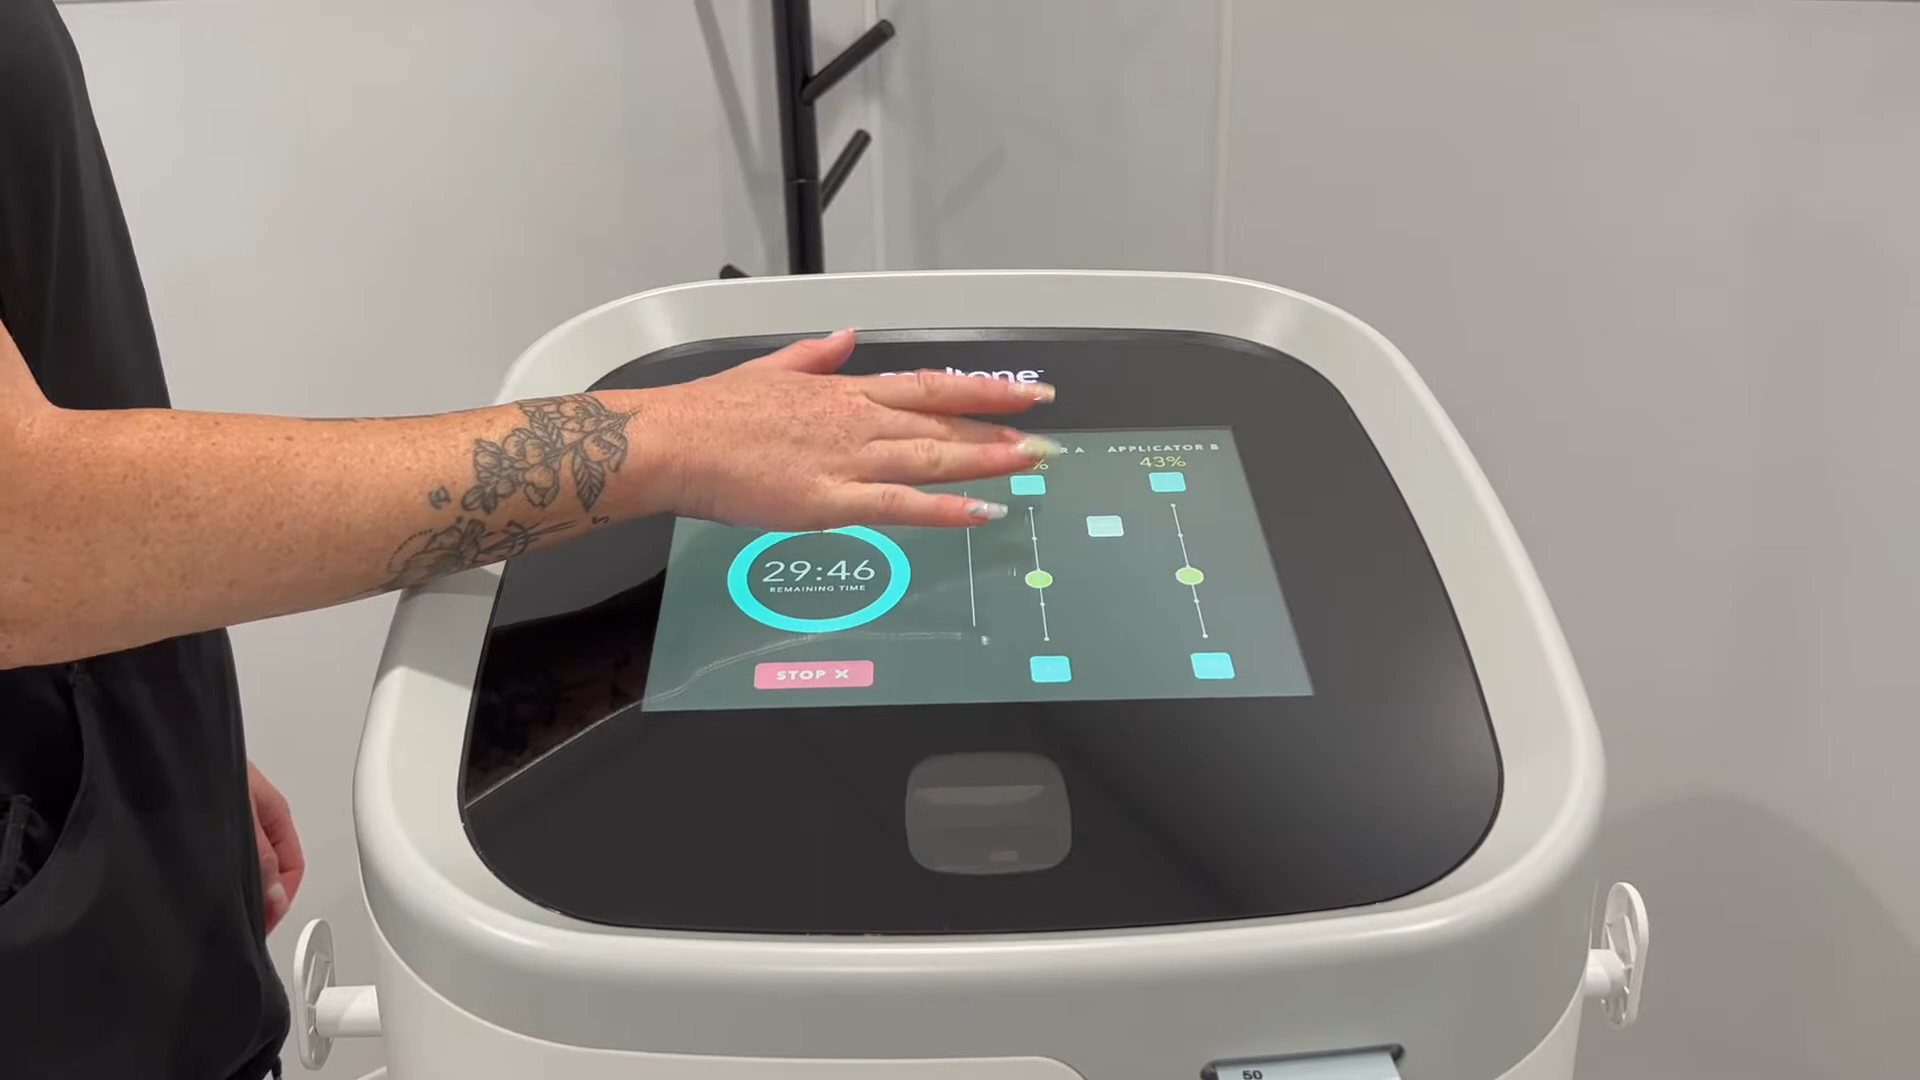 APPLICATOR B
R A
%
43%
29:46
REMAINING TIME
STOP X
50